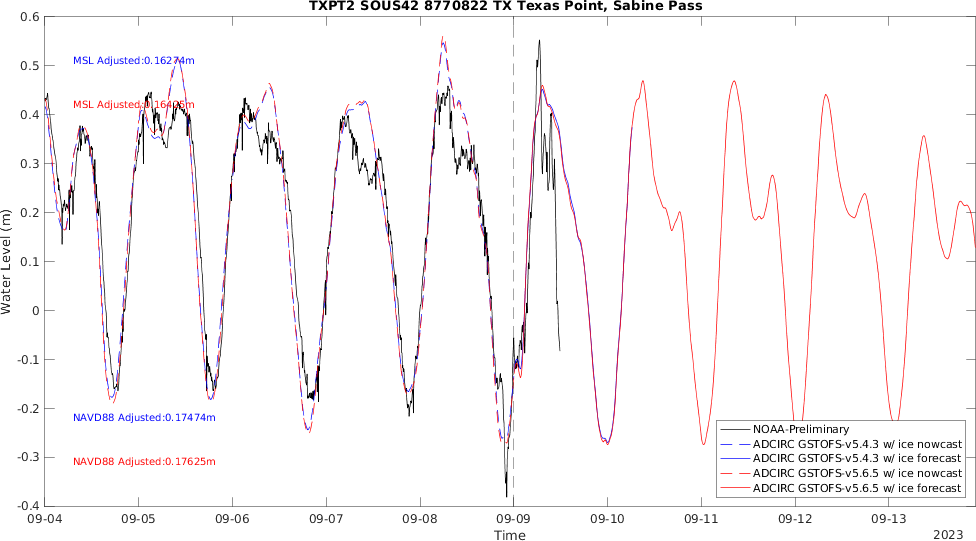 TXPT2 SOUS42 8770822 TX Texas Point, Sabine Pass
0.6
0.5
0.4
0.3
0.2
0.1
0
-0.1
-0.2
-0.3
-0.4
Water Level (m)
MSL Adjusted:0.16274m
MSL Adjusted:0.16495m
NAVD88 Adjusted:0.17474m
NAVD88 Adjusted:0.17625m
NOAA-Preliminary
ADCIRC GSTOFS-v5.4.3 w/ ice nowcast
ADCIRC GSTOFS-v5.4.3 w/ ice forecast
ADCIRC GSTOFS-v5.6.5 w/ ice nowcast
ADCIRC GSTOFS-v5.6.5 w/ ice forecast
09-04 09-05 09-06 09-07 09-08 09-09 09-10 09-11 09-12 09-13
Time
2023